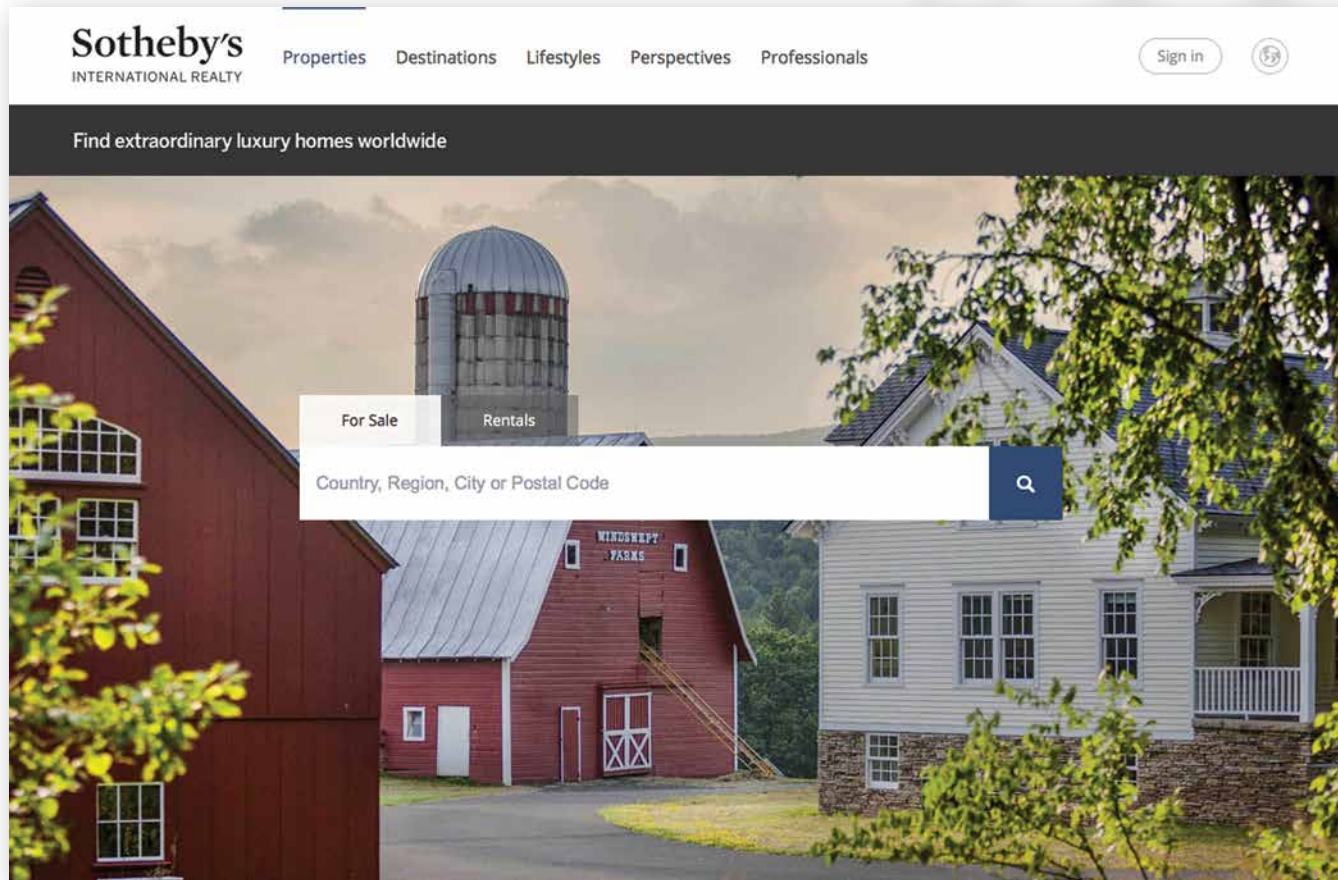 Sotheby's
INTERNATIONAL REALTY
Properties Destinations Lifestyles Perspectives Professionals
Sign in
Find extraordinary luxury homes worldwide
For Sale Rentals
Country, Region, City or Postal Code
WINDSWEPT
FARMS